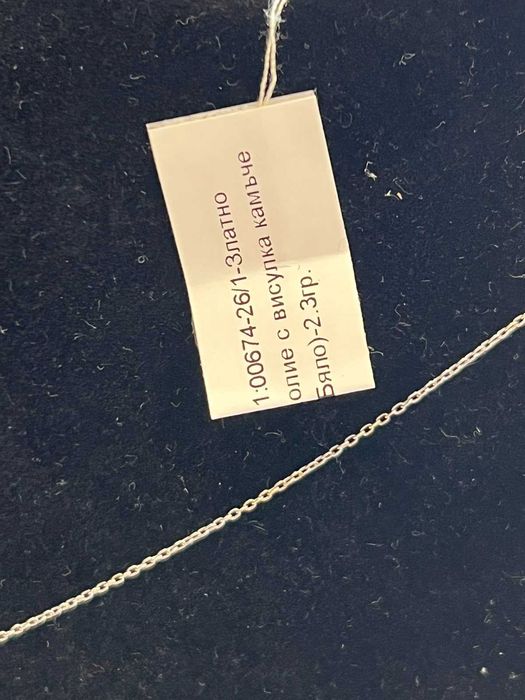 1:00674-26/1-Златно
олие с висулка камъче
Бяло)-2.3гр.